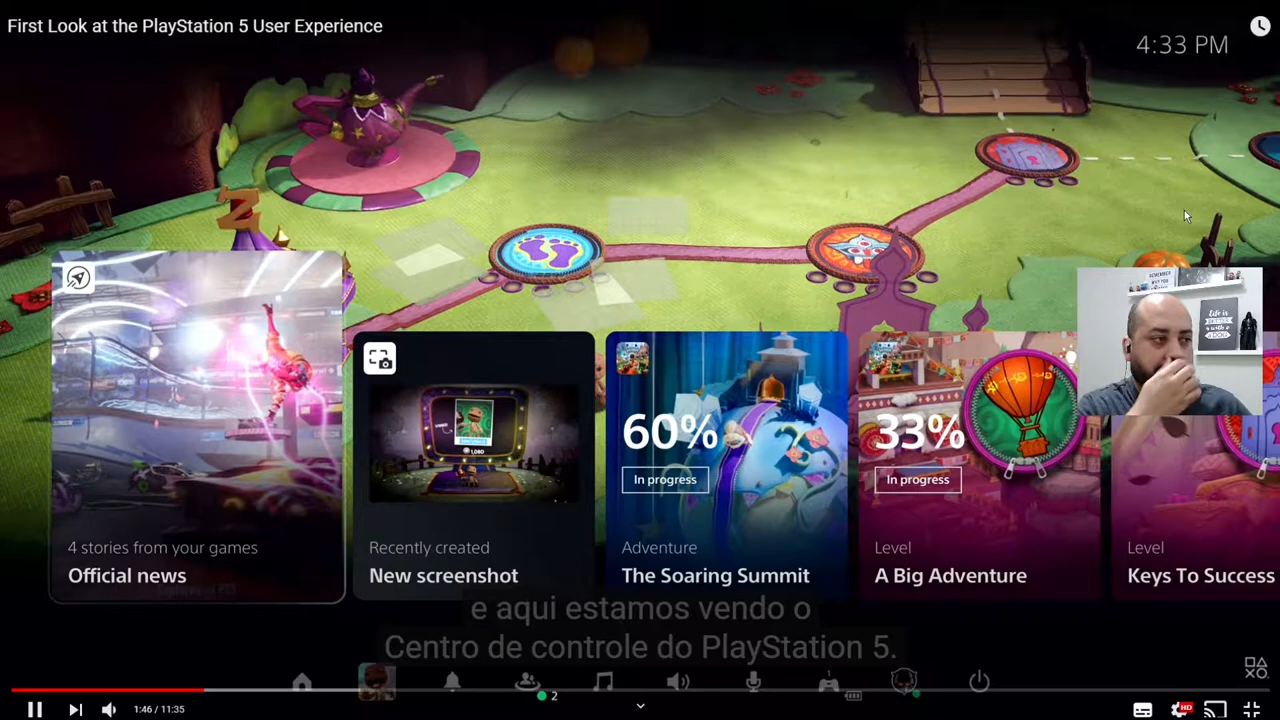 First Look at the PlayStation 5 User Experience
4:33 PM
60%
In progress
33%
In progress
4 stories from your games
Official news
Recently created
New screenshot
Adventure
The Soaring Summit
Level
A Big Adventure
Level
Keys To Success
e aqui estamos vendo o
Centro de controle do PlayStation 5.
2
1:46 / 11:35
HD